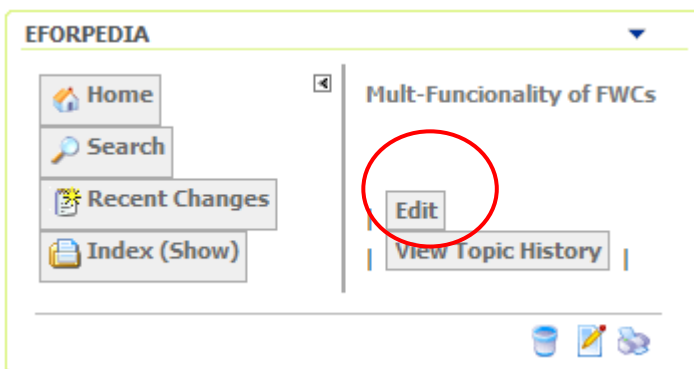 EFORPEDIA
Home
Search
Recent Changes
Index (Show)
Mult-Funcionality of FWCs
| Edit
| View Topic History |